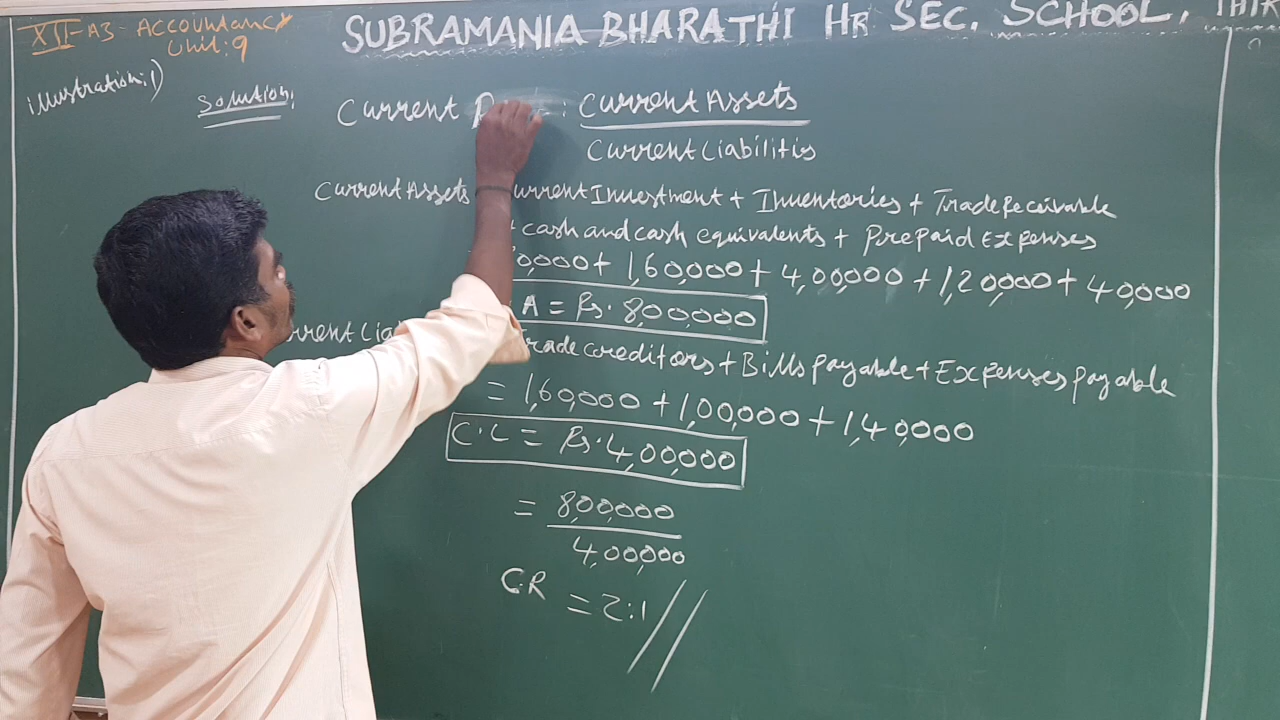 XII-A3-Accountancy
Unit:9
SUBRAMANIA BHARATHI Hr SEC. SCHOOL,
illustration:1)
Solution:
Current : Current Assets
Current Liabilities
Current Assets urrent Investment + Inventories + Trade Receivable
+ cash and cash equivalents + Prepaid Expenses
0,000 + 1,60,000 + 4,00,000 + 1,20,000 + 40,000
A = Rs. 8,00,000
rrent Lia rade creditors + Bills payable + Expenses payable
= 1,60,000 + 1,00,000 + 1,40,000
C.L = Rs. 4,00,000
= 8,00,000
4,00,000
C.R = 2:1 //